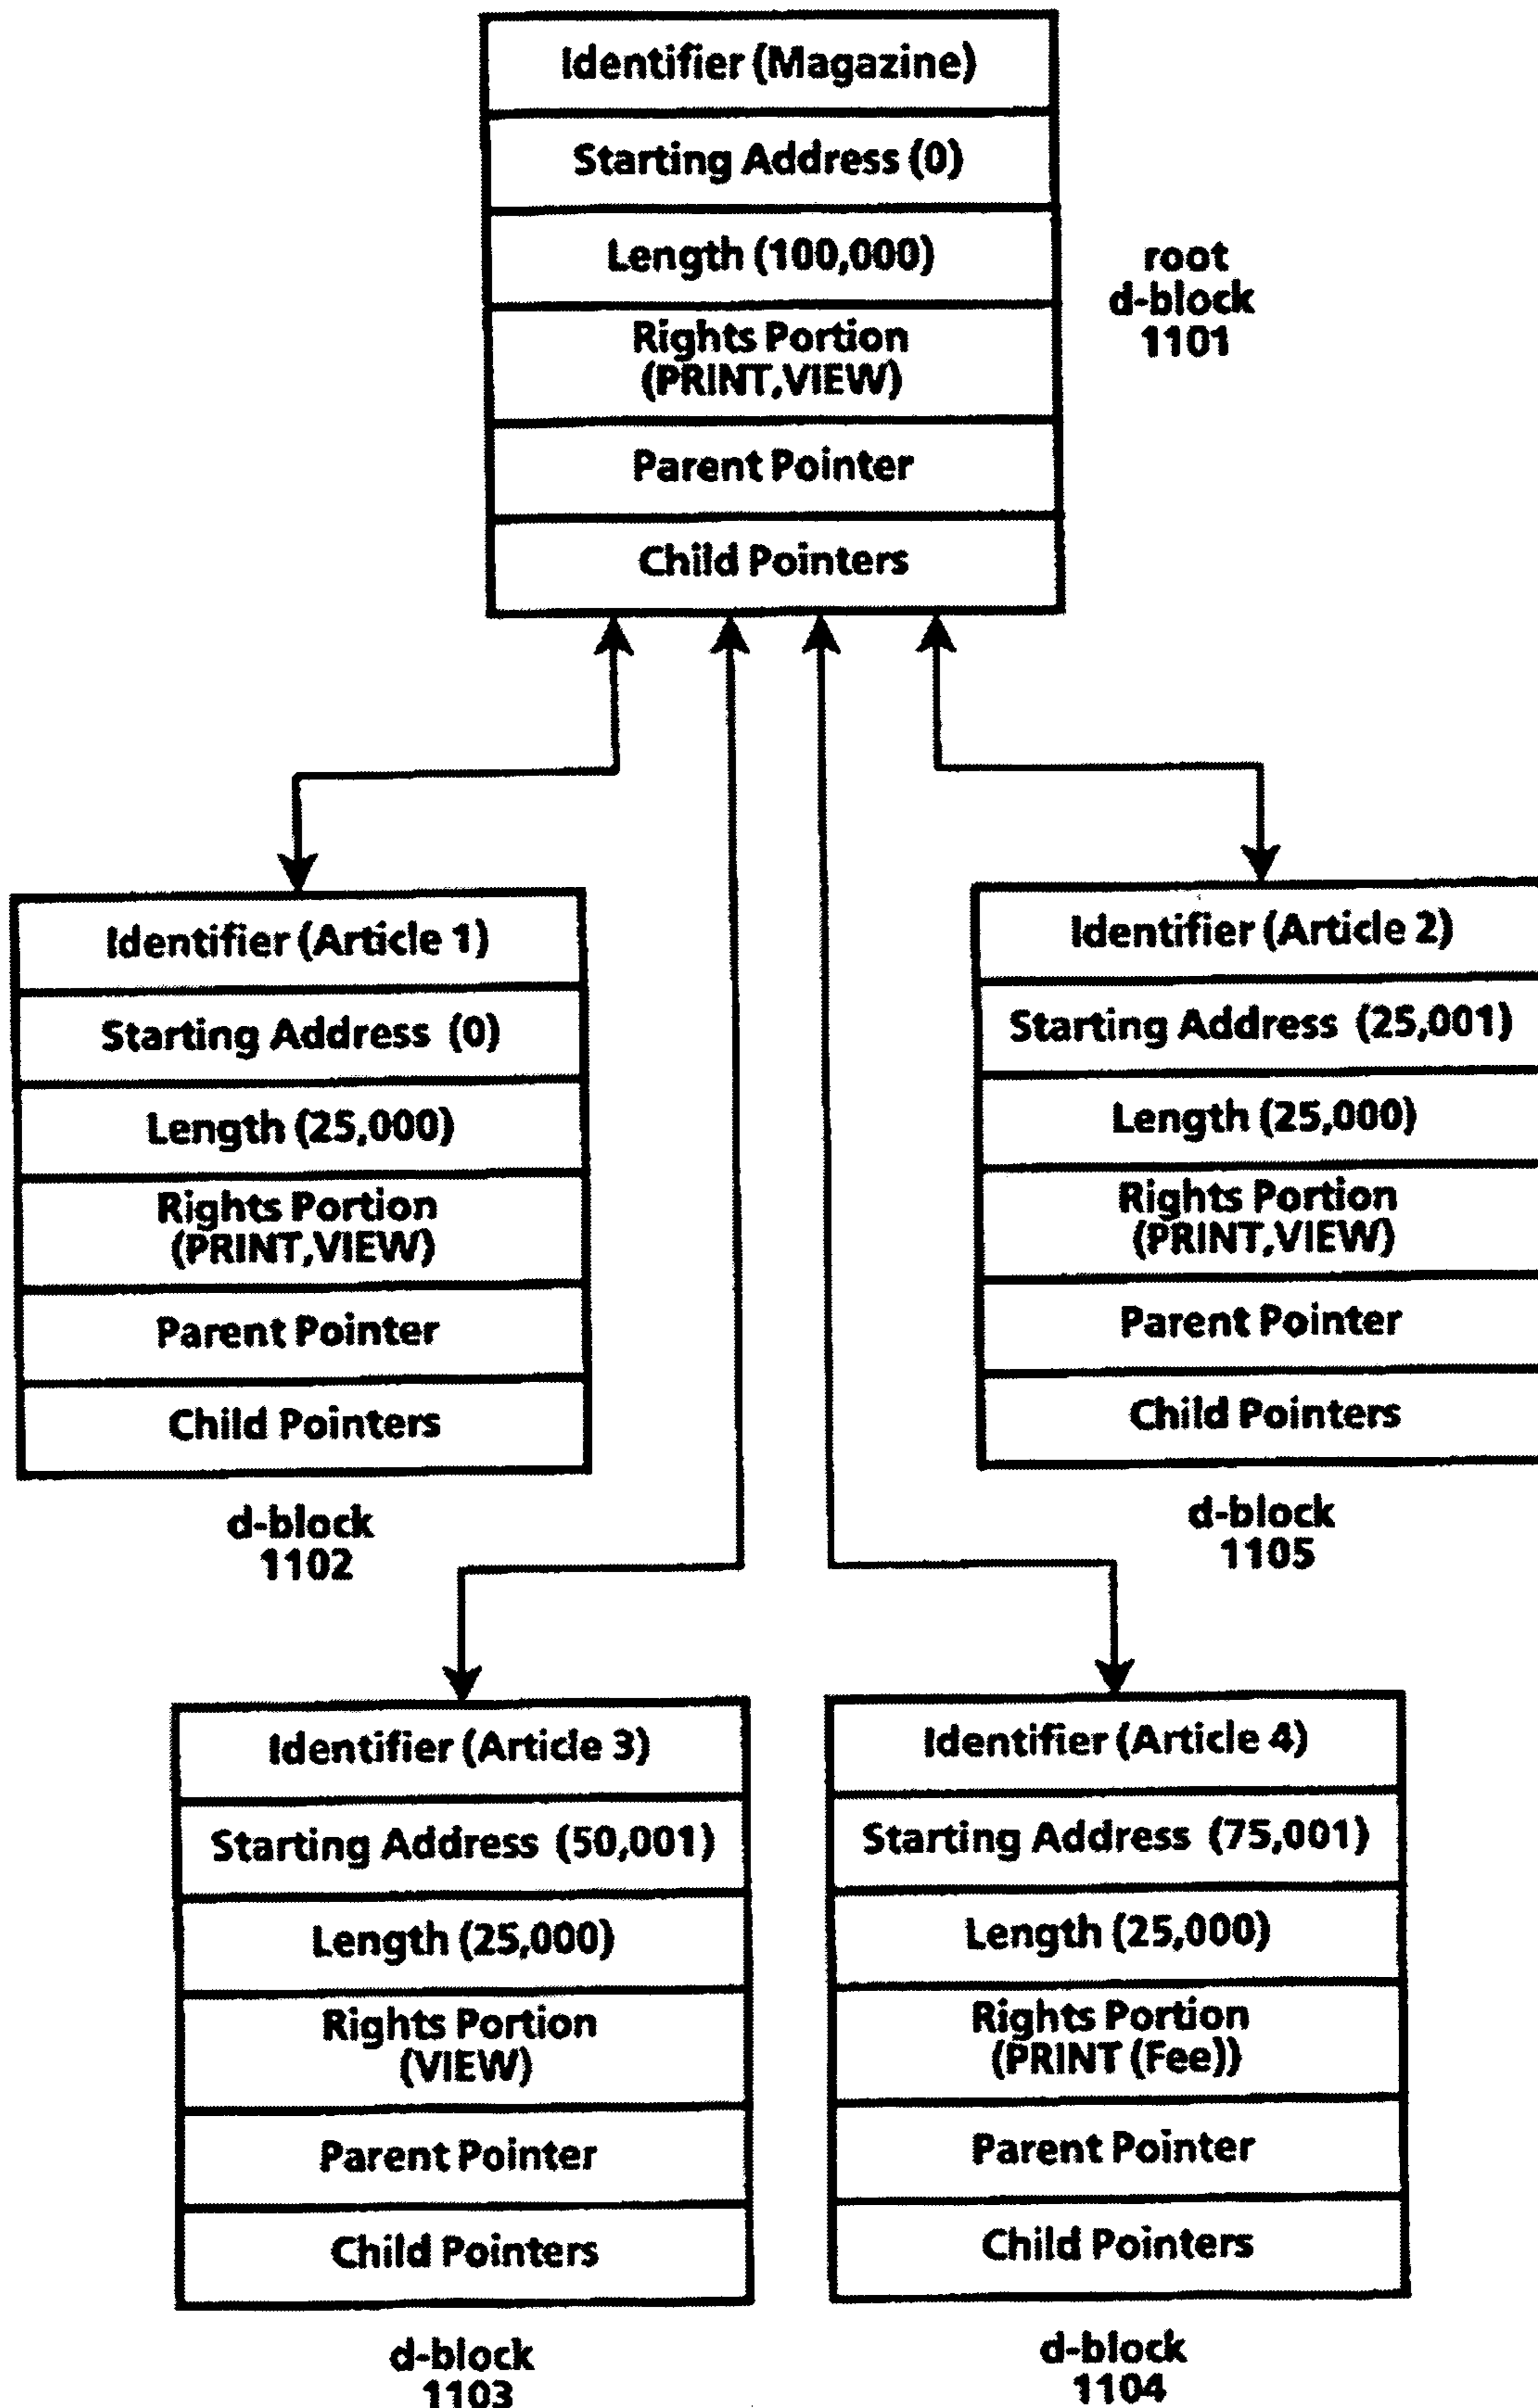 Identifier (Magazine)
Starting Address (0)
Length (100,000)
Rights Portion
(PRINT,VIEW)
Parent Pointer
Child Pointers
root
d-block
1101
Identifier (Article 1)
Starting Address (0)
Length (25,000)
Rights Portion
(PRINT,VIEW)
Parent Pointer
Child Pointers
d-block
1102
Identifier (Article 2)
Starting Address (25,001)
Length (25,000)
Rights Portion
(PRINT,VIEW)
Parent Pointer
Child Pointers
d-block
1105
Identifier (Article 3)
Starting Address (50,001)
Length (25,000)
Rights Portion
(VIEW)
Parent Pointer
Child Pointers
d-block
1103
Identifier (Article 4)
Starting Address (75,001)
Length (25,000)
Rights Portion
(PRINT (Fee))
Parent Pointer
Child Pointers
d-block
1104